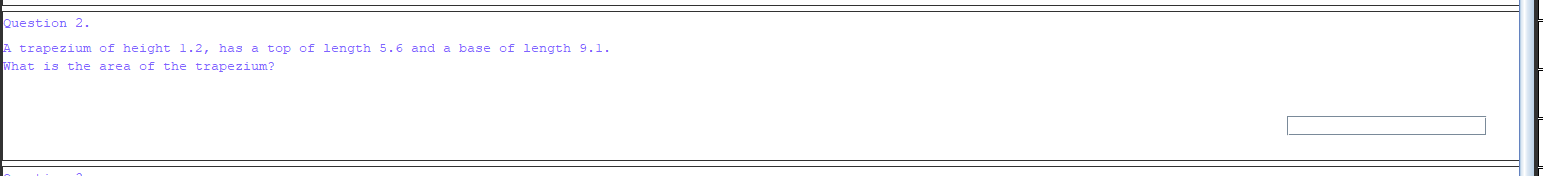 Question 2.
A trapezium of height 1.2, has a top of length 5.6 and a base of length 9.1.
What is the area of the trapezium?